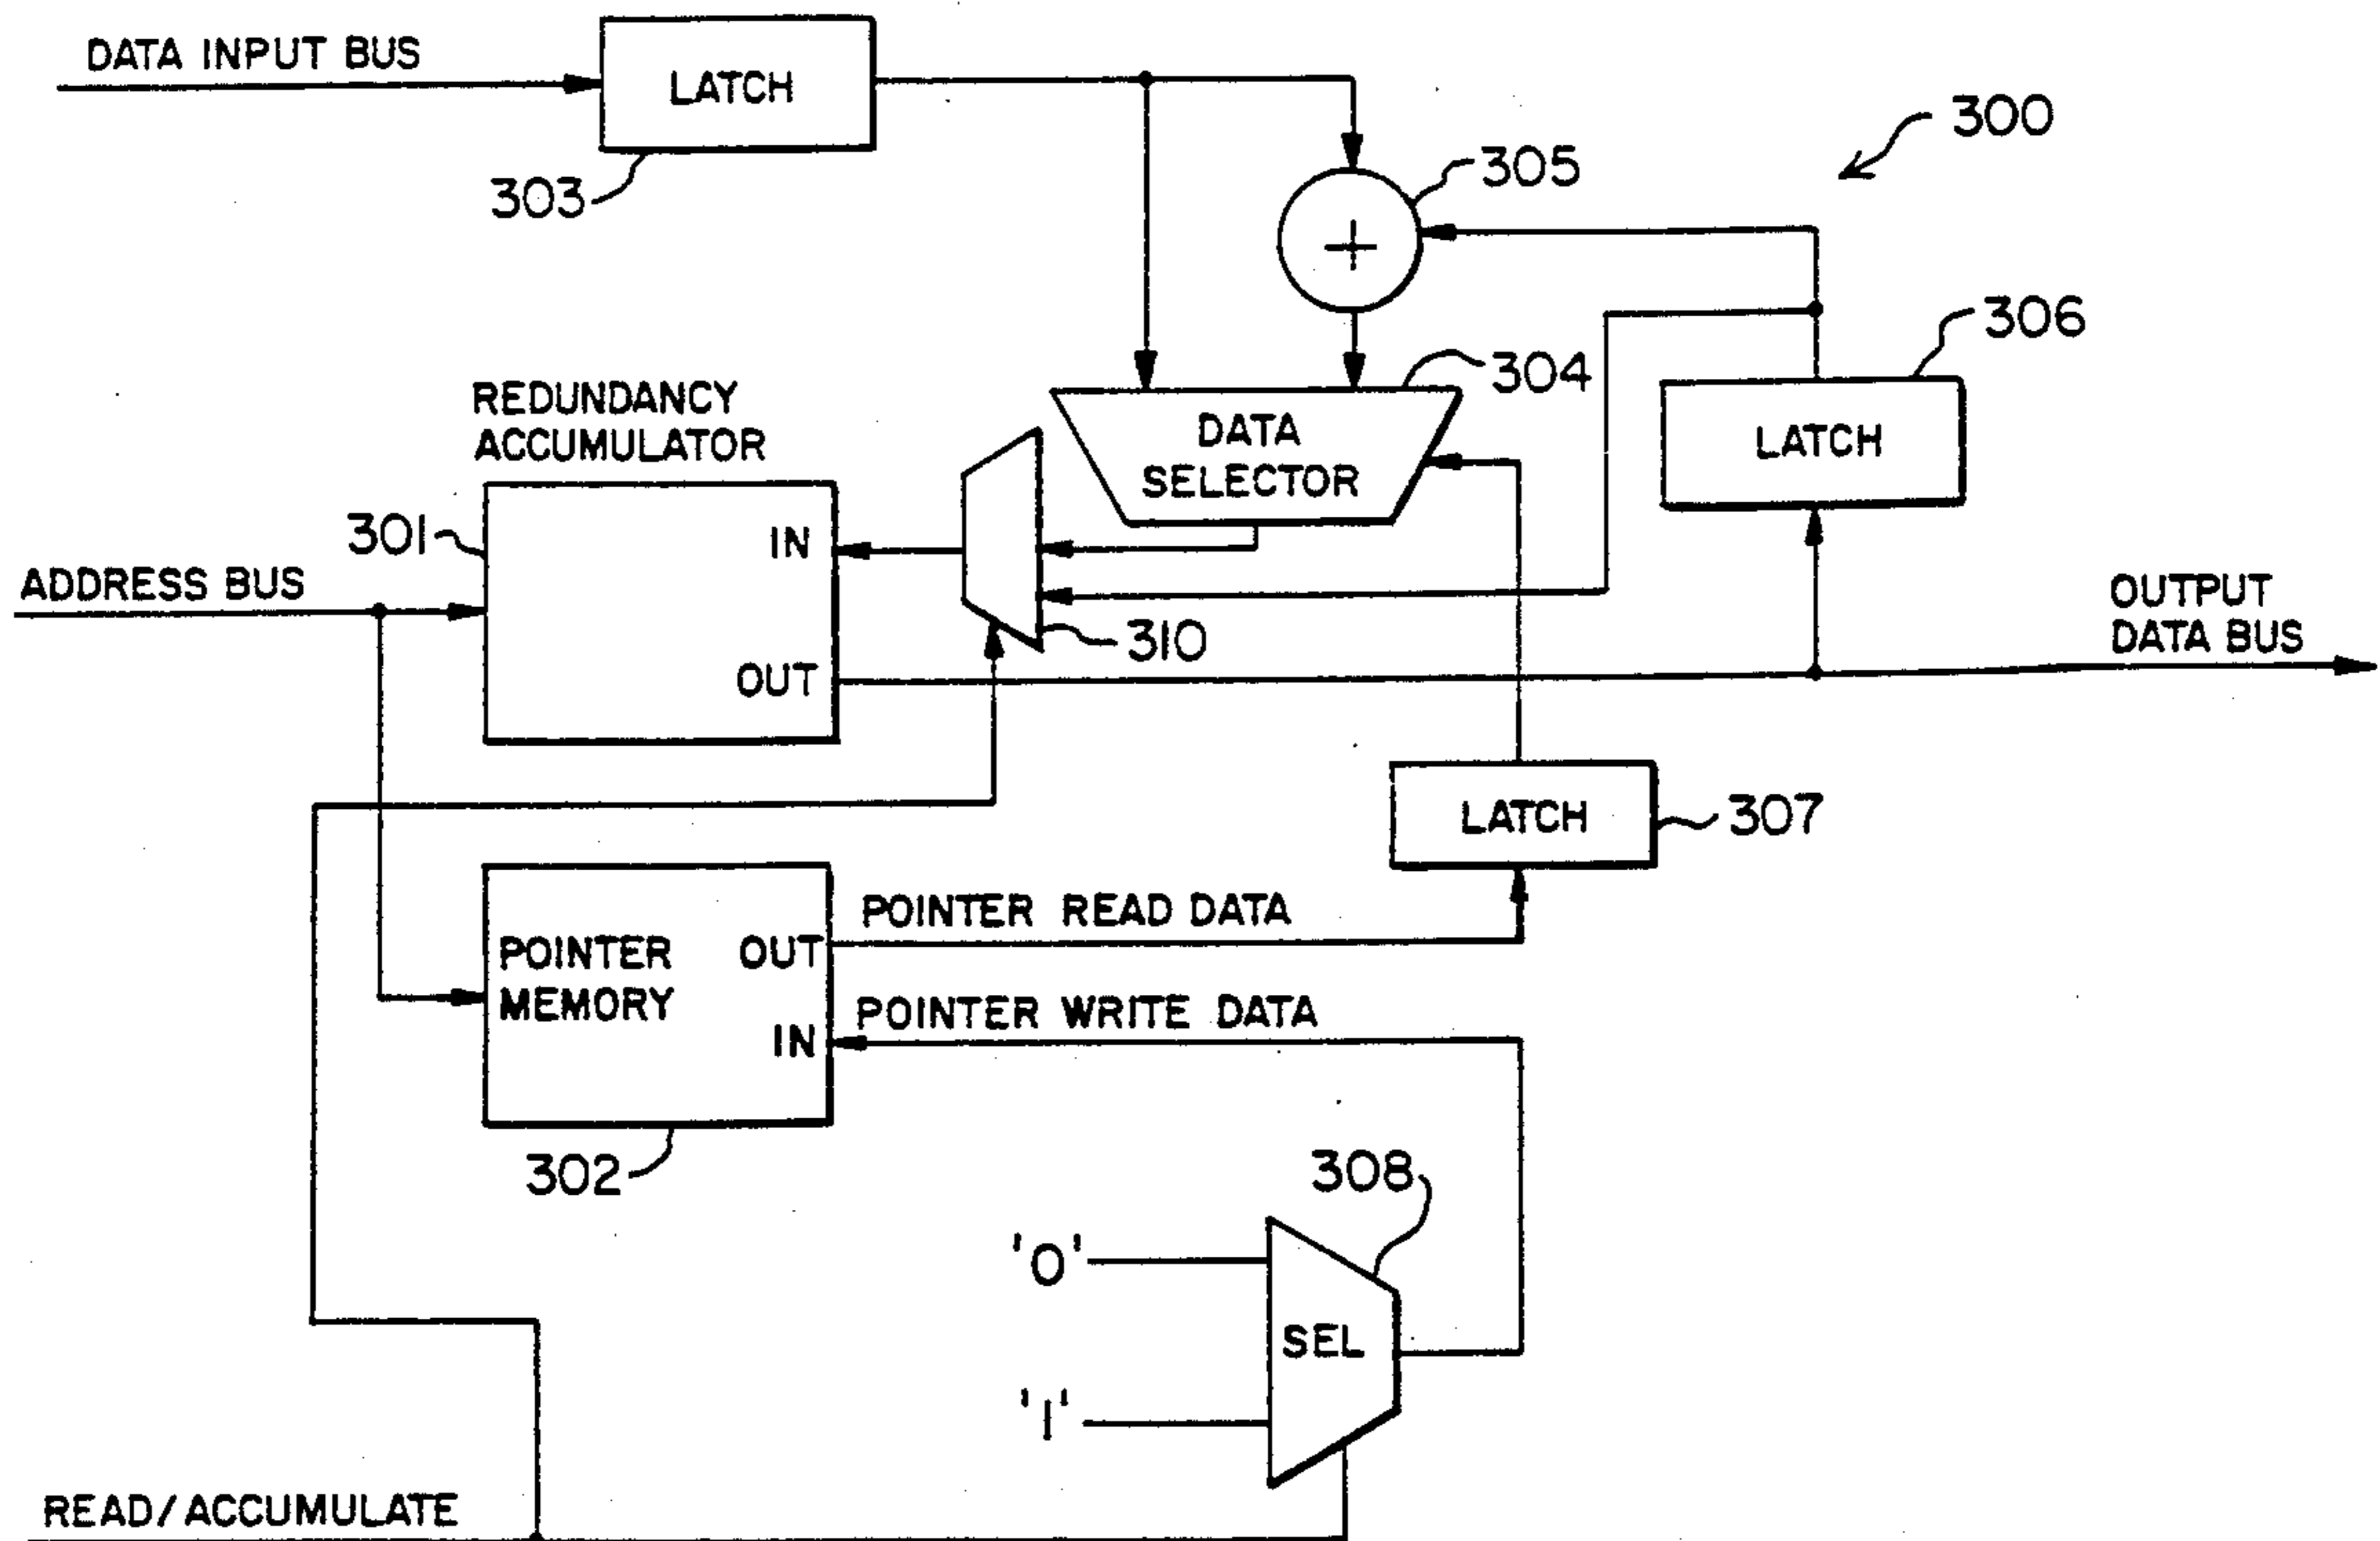 DATA INPUT BUS
LATCH
303
300
305
+
306
304
REDUNDANCY
ACCUMULATOR
DATA
SELECTOR
LATCH
301
IN
ADDRESS BUS
OUTPUT
DATA BUS
310
OUT
LATCH
307
POINTER READ DATA
POINTER
MEMORY
OUT
POINTER WRITE DATA
IN
302
308
'0'
SEL
'1'
READ/ACCUMULATE